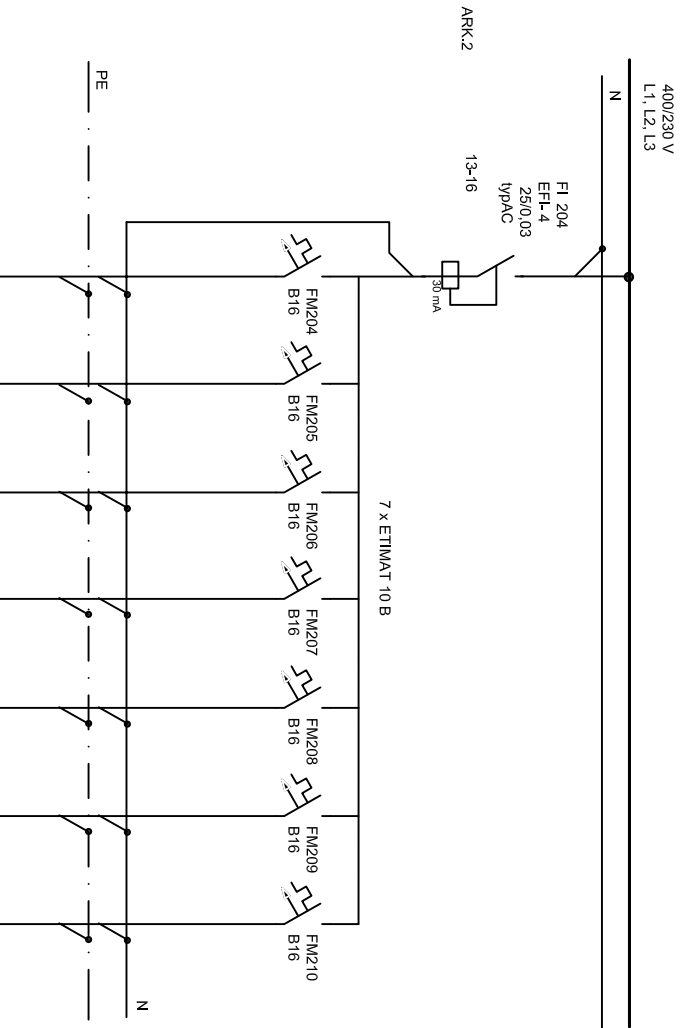 400/230 V
L1, L2, L3
N
ARK.2
FI 204
EFI-4
25/0,03
typAC
13-16
30 mA
7 x ETIMAT 10 B
FM204
B16
FM205
B16
FM206
B16
FM207
B16
FM208
B16
FM209
B16
FM210
B16
N
PE